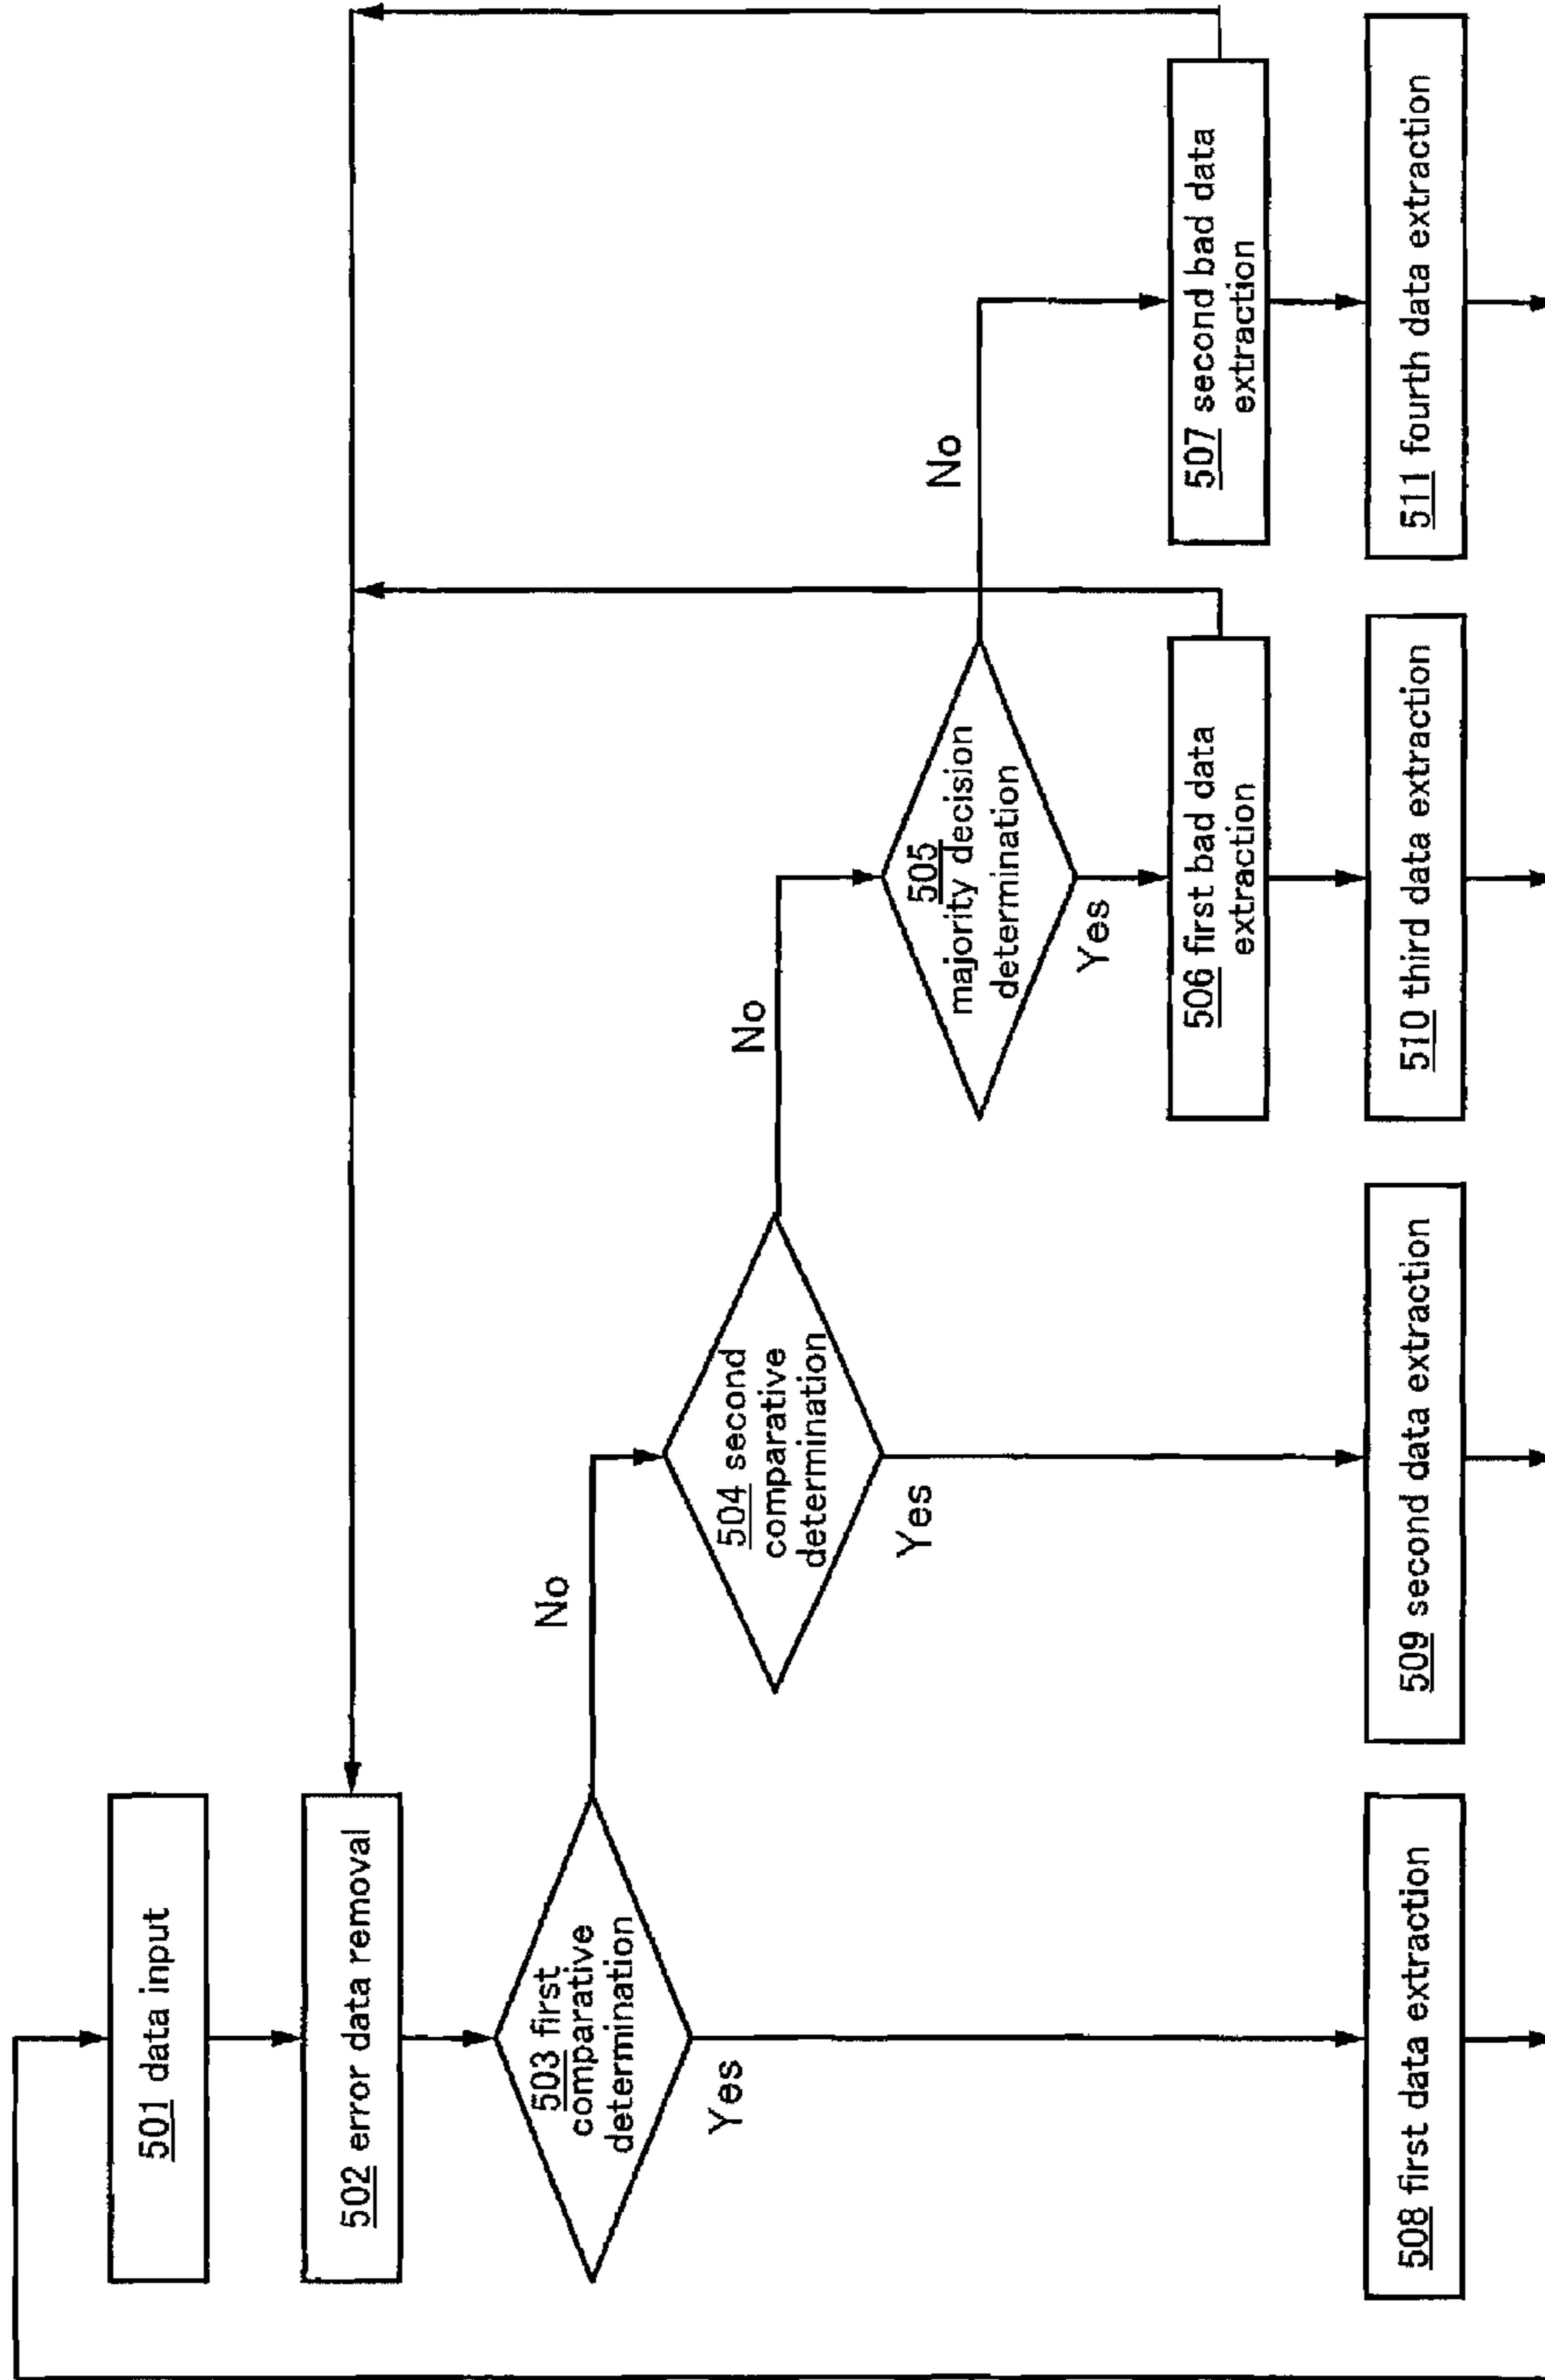 501 data input
502 error data removal
503 first
comparative
determination
Yes
No
504 second
comparative
determination
Yes
No
505
majority decision
determination
Yes
No
506 first bad data
extraction
507 second bad data
extraction
508 first data extraction
509 second data extraction
510 third data extraction
511 fourth data extraction